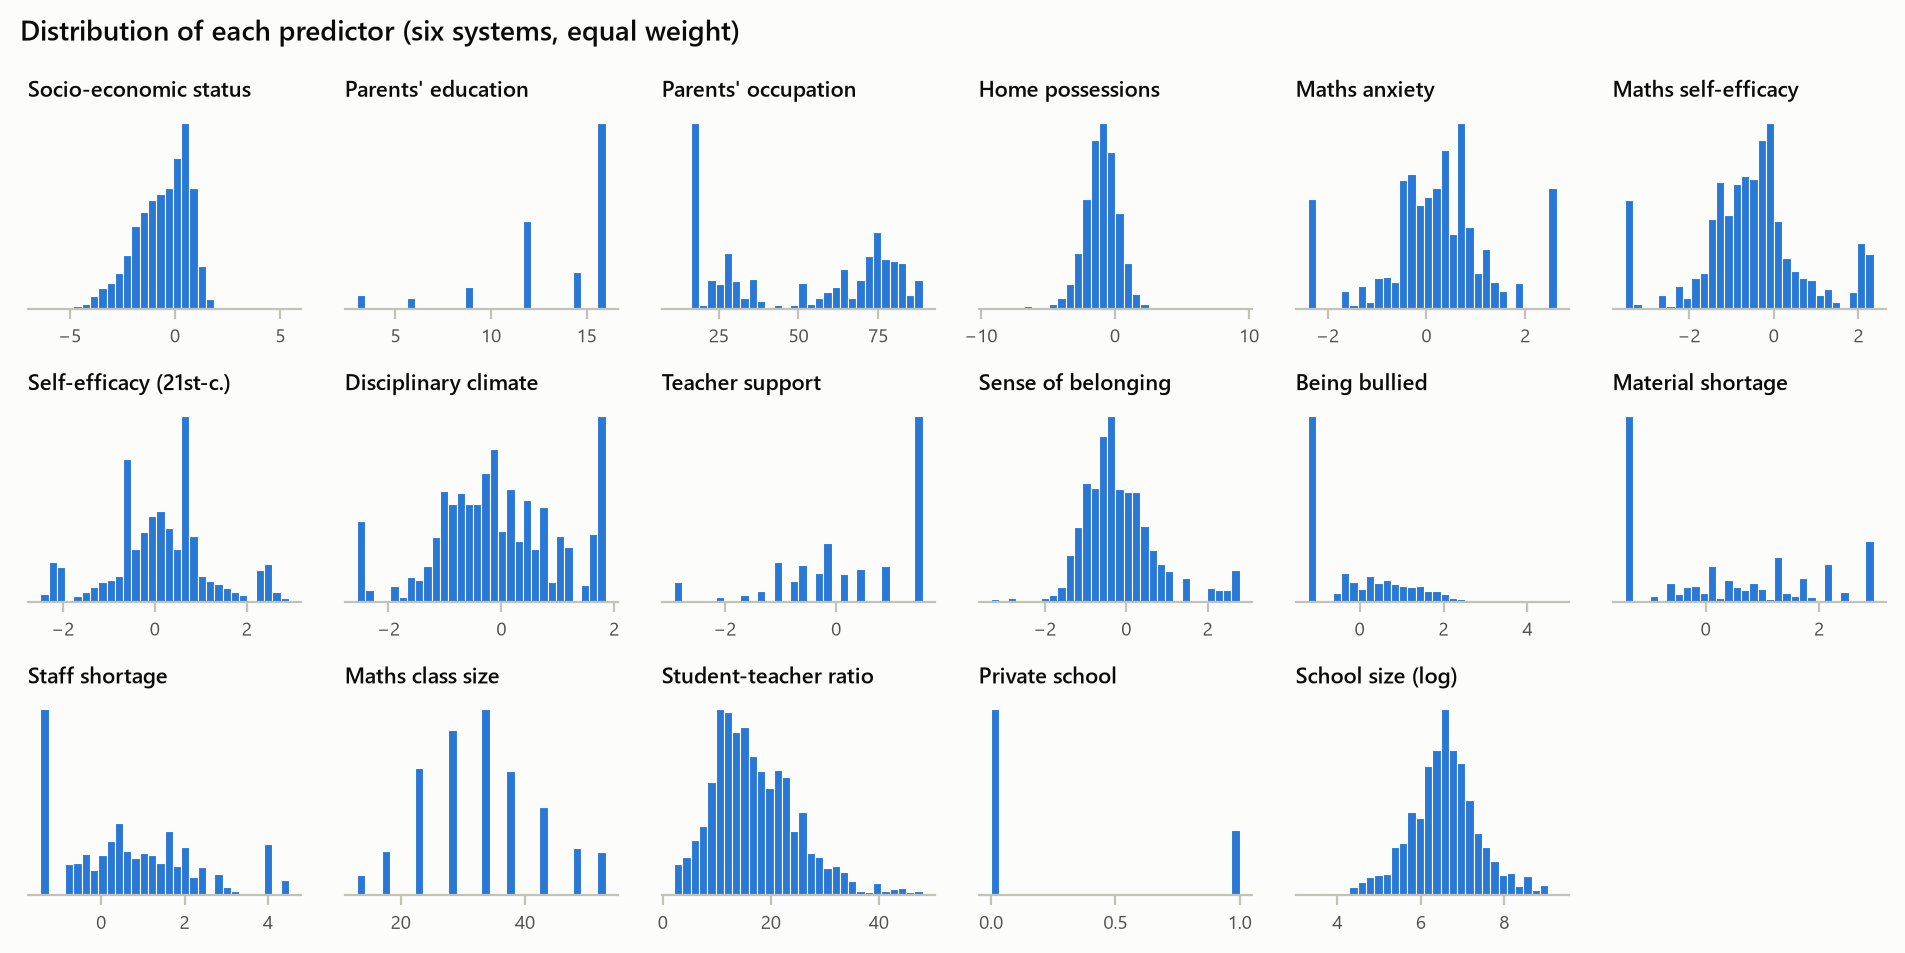 Distribution of each predictor (six systems, equal weight)
Socio-economic status
Parents' education
Parents' occupation
Home possessions
Maths anxiety
Maths self-efficacy
−5 0 5
5 10 15
25 50 75
−10 0 10
−2 0 2
−2 0 2
Self-efficacy (21st-c.)
Disciplinary climate
Teacher support
Sense of belonging
Being bullied
Material shortage
−2 0 2
−2 0 2
−2 0
−2 0 2
0 2 4
0 2
Staff shortage
Maths class size
Student-teacher ratio
Private school
School size (log)
0 2 4
20 40
0 20 40
0.0 0.5 1.0
4 6 8